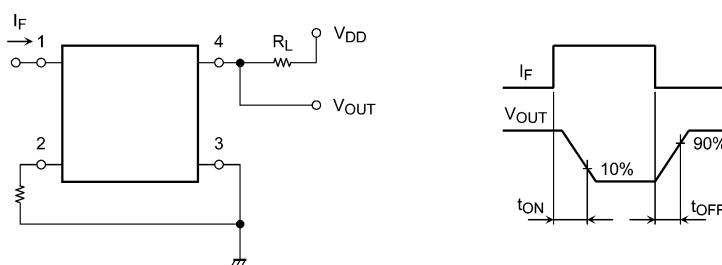 I_F
1
4
R_L
V_DD
V_OUT
2
3
I_F
V_OUT
10%
90%
t_ON
t_OFF